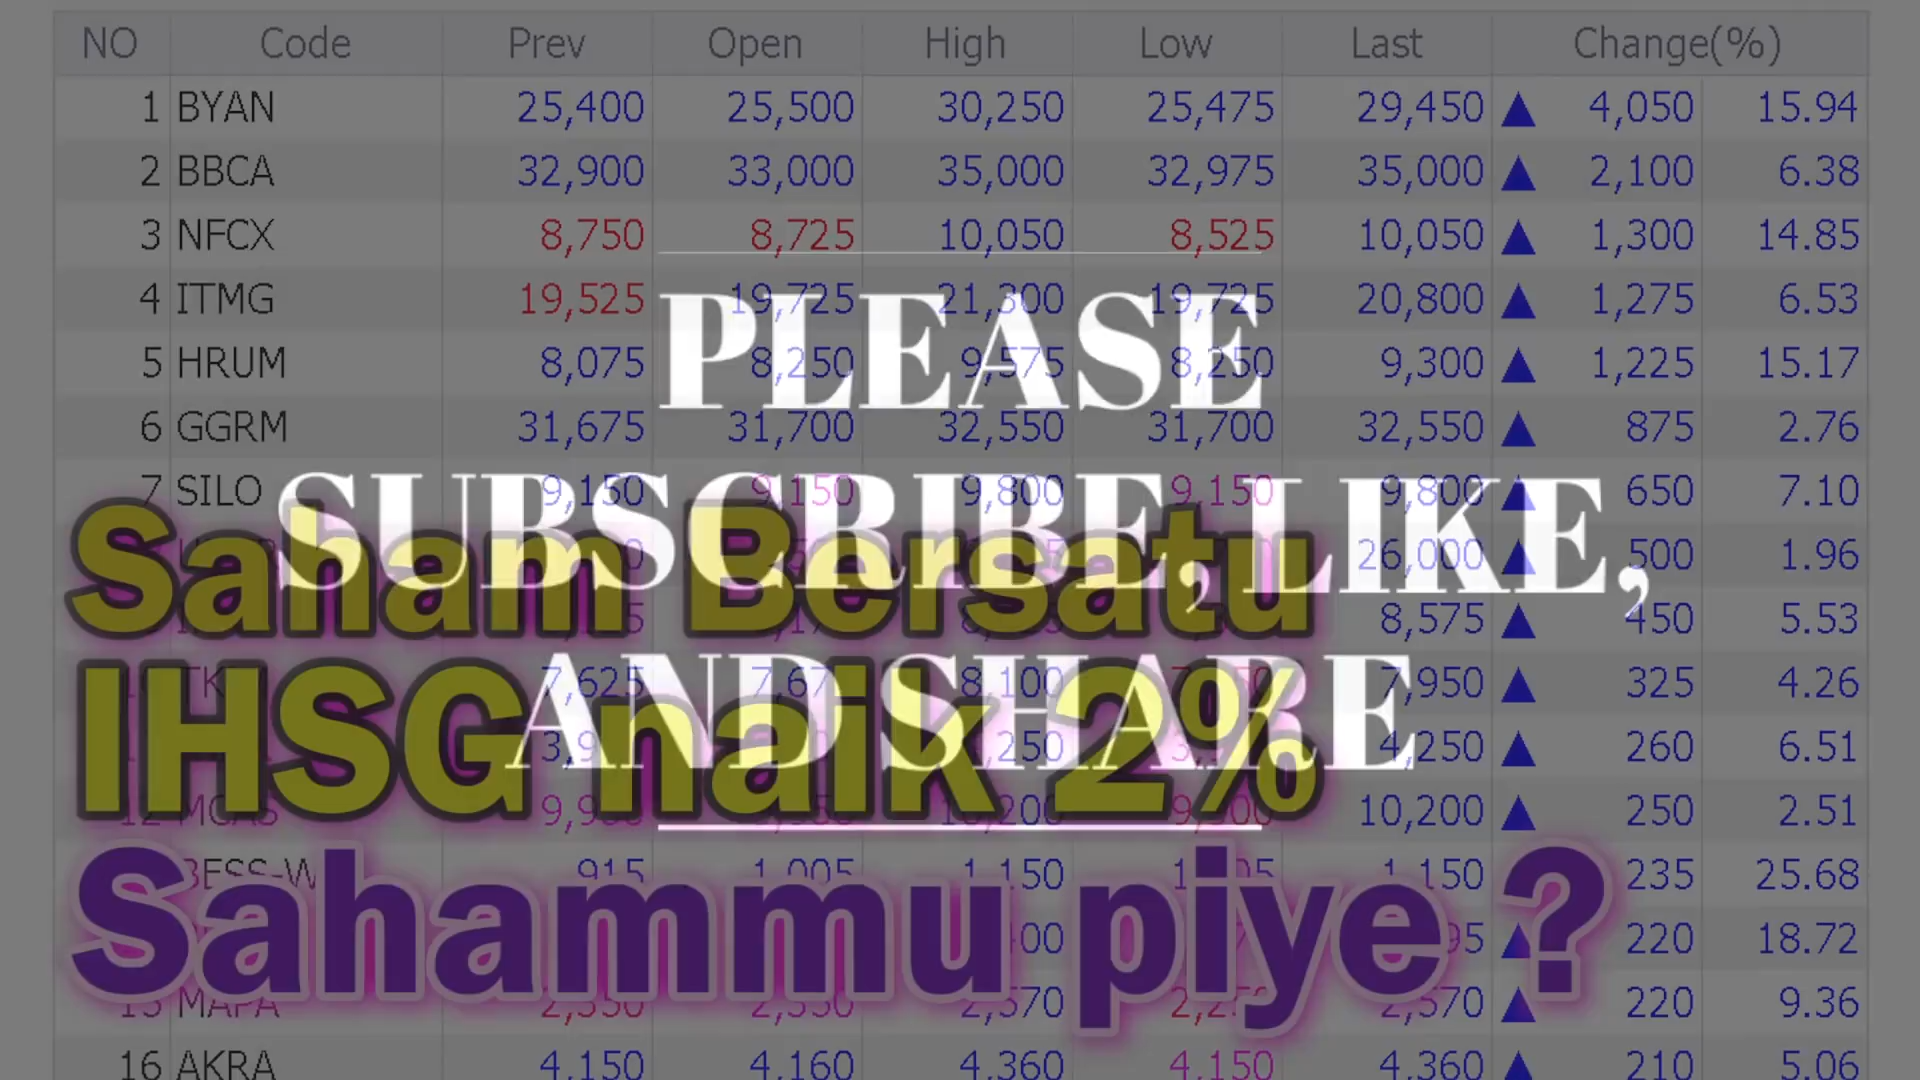 NO Code Prev Open High Low Last Change(%)
1 BYAN 25,400 25,500 30,250 25,475 29,450 ▲ 4,050 15.94
2 BBCA 32,900 33,000 35,000 32,975 35,000 ▲ 2,100 6.38
3 NFCX 8,750 8,725 10,050 8,525 10,050 ▲ 1,300 14.85
4 ITMG 19,525 19,725 21,300 19,725 20,800 ▲ 1,275 6.53
PLEASE
5 HRUM 8,075 8,250 9,575 8,250 9,300 ▲ 1,225 15.17
6 GGRM 31,675 31,700 32,550 31,700 32,550 ▲ 875 2.76
7 SILO 9,150 9,150 9,800 9,150 9,800 ▲ 650 7.10
SUBSCRIBE, LIKE,
Saham Bersatu
26,000 ▲ 500 1.96
8,575 ▲ 450 5.53
7,625 8,100 7,950 ▲ 325 4.26
AND SHARE
IHSG naik 2%
4,250 ▲ 260 6.51
12 MCAS 10,200 ▲ 250 2.51
BESS-W 915 1,005 1,150 1,150 235 25.68
Sahammu piye ?
▲ 220 18.72
15 MAPA 2,350 2,350 2,570 2,570 ▲ 220 9.36
16 AKRA 4,150 4,160 4,360 4,150 4,360 ▲ 210 5.06